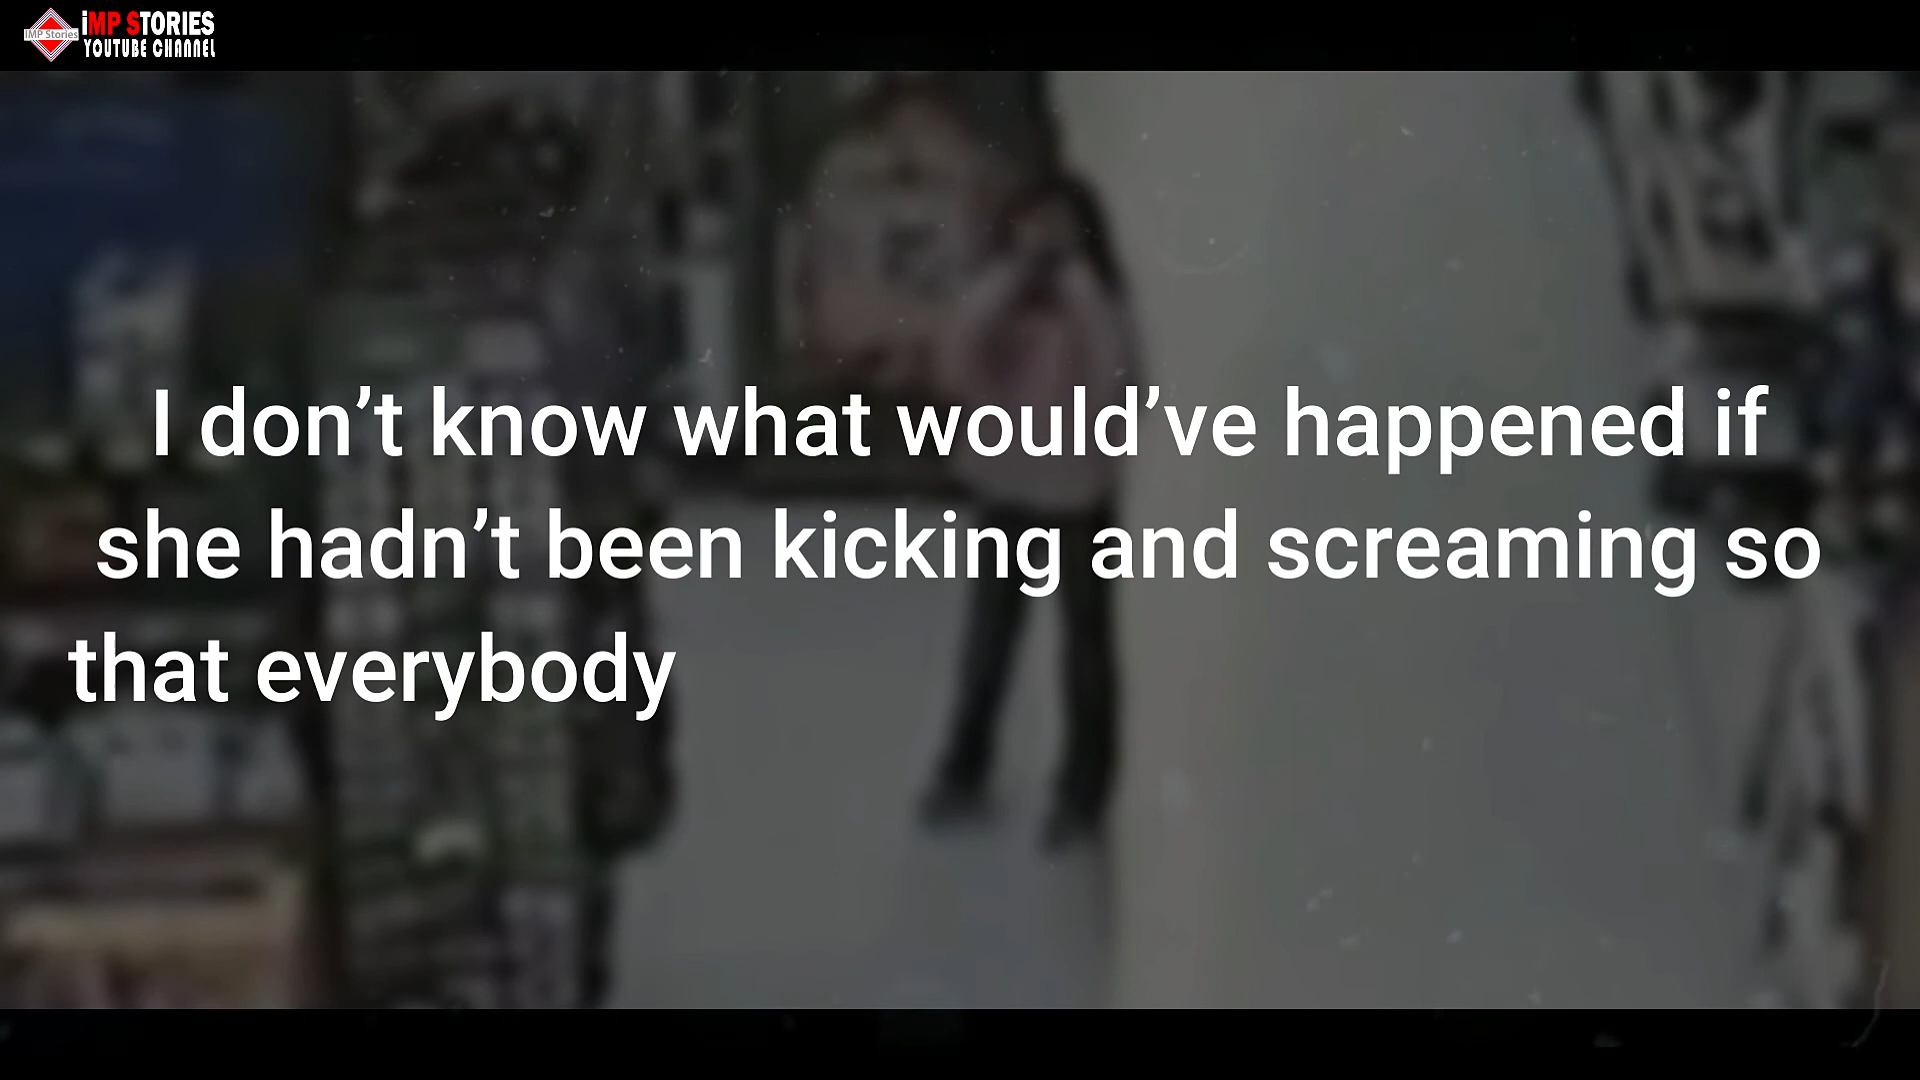 IMP Stories
iMP STORIES
YOUTUBE CHANNEL
I don’t know what would’ve happened if
she hadn’t been kicking and screaming so
that everybody